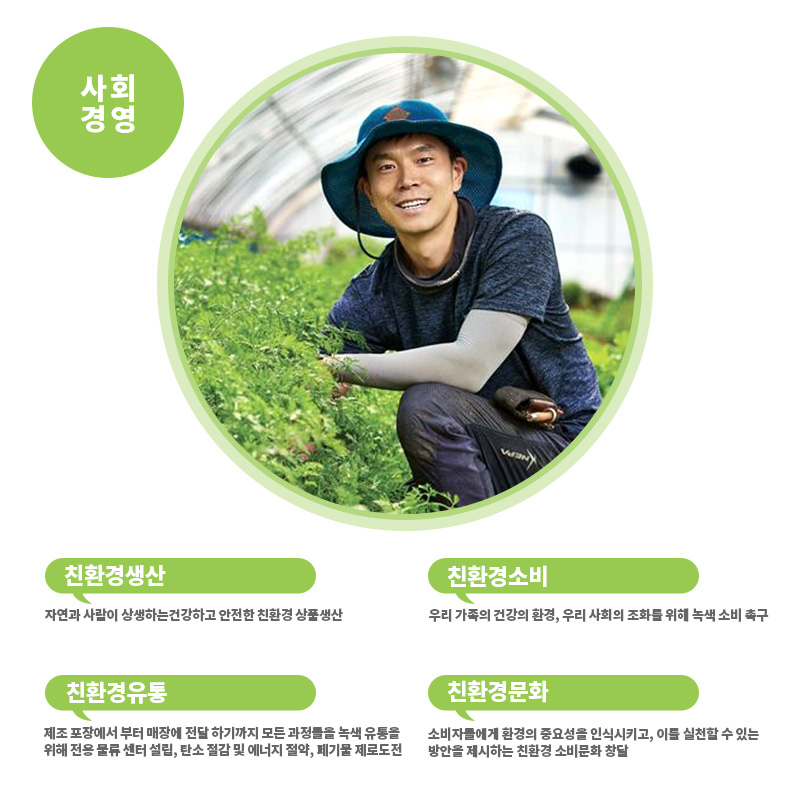 사회
경영
NEPA
친환경생산
자연과 사람이 상생하는건강하고 안전한 친환경 상품생산
친환경소비
우리 가족의 건강의 환경, 우리 사회의 조화를 위해 녹색 소비 촉구
친환경유통
제조 포장에서 부터 매장에 전달 하기까지 모든 과정들을 녹색 유통을
위해 전용 물류 센터 설립, 탄소 절감 및 에너지 절약, 폐기물 제로도전
친환경문화
소비자들에게 환경의 중요성을 인식시키고, 이를 실천할 수 있는
방안을 제시하는 친환경 소비문화 창달